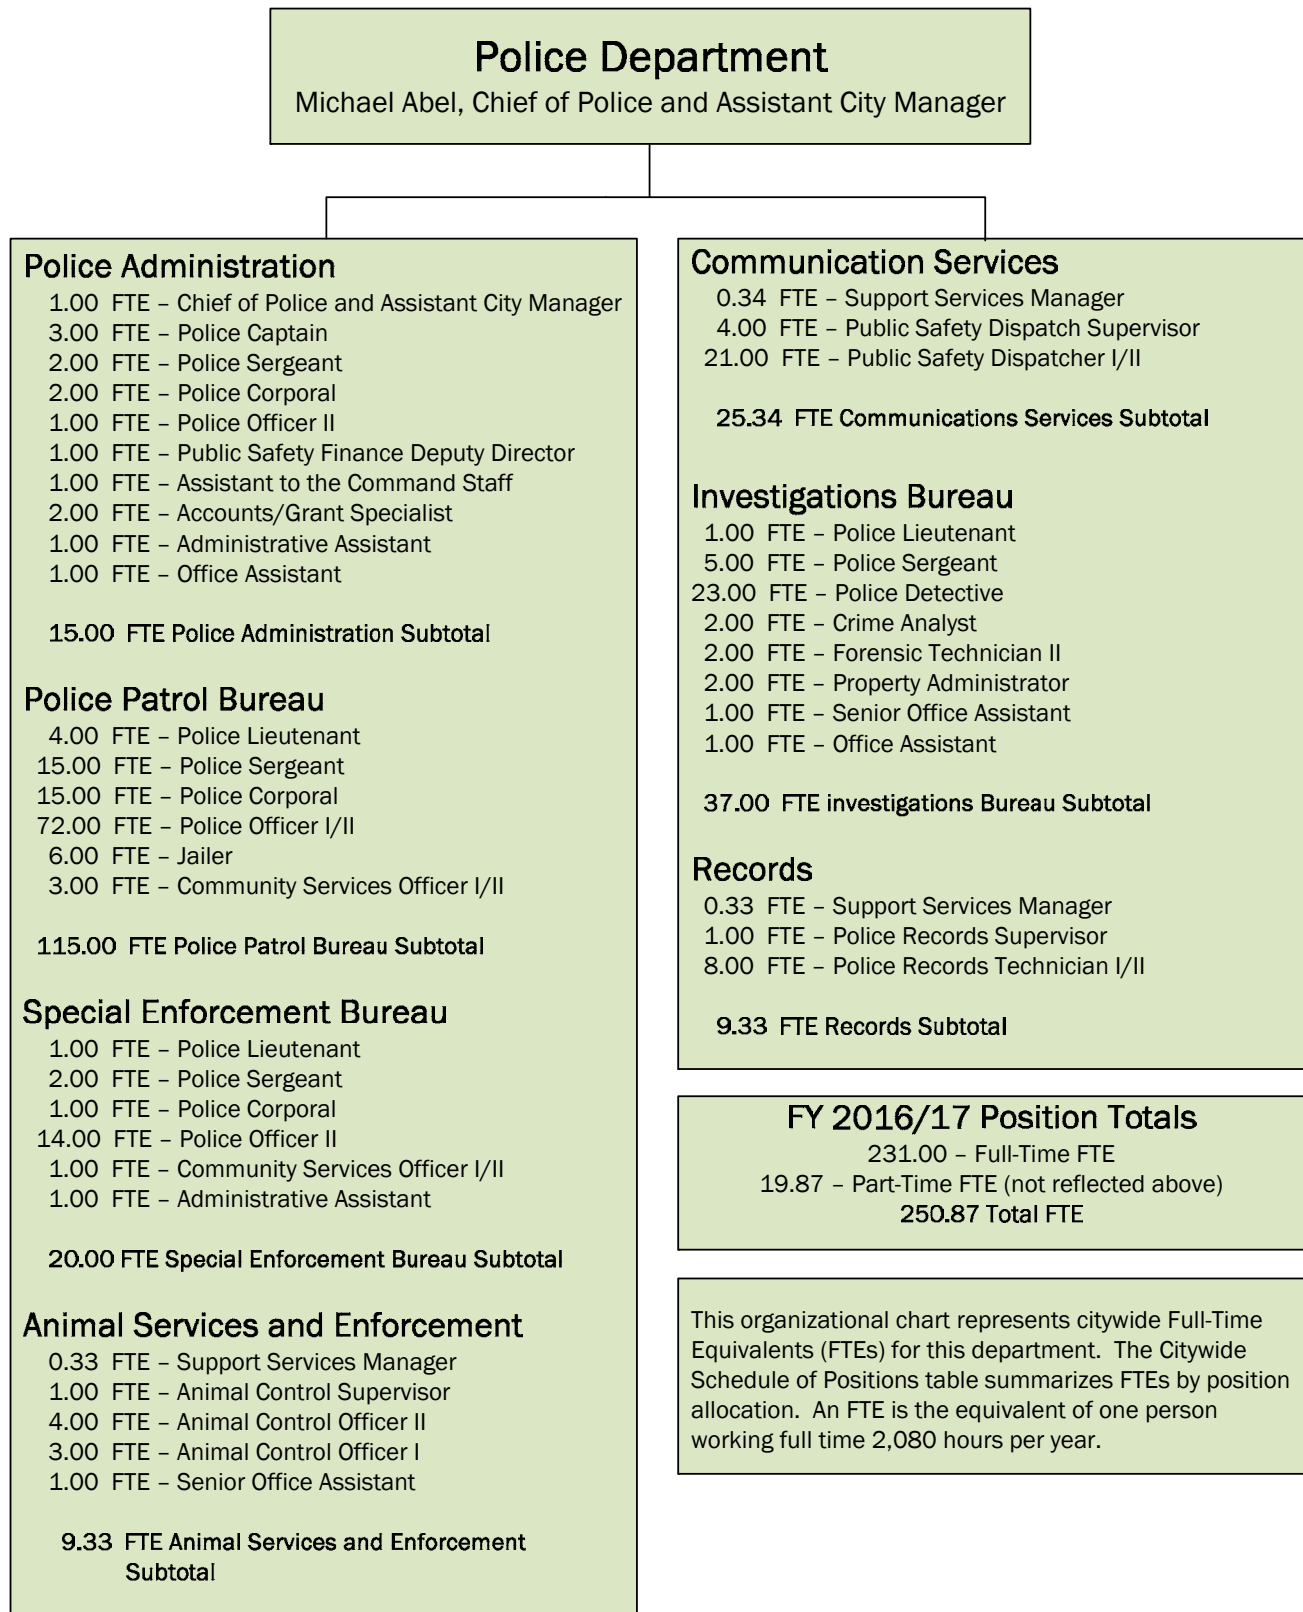 Police Department
Michael Abel, Chief of Police and Assistant City Manager
Police Administration
1.00 FTE – Chief of Police and Assistant City Manager
3.00 FTE – Police Captain
2.00 FTE – Police Sergeant
2.00 FTE – Police Corporal
1.00 FTE – Police Officer II
1.00 FTE – Public Safety Finance Deputy Director
1.00 FTE – Assistant to the Command Staff
2.00 FTE – Accounts/Grant Specialist
1.00 FTE – Administrative Assistant
1.00 FTE – Office Assistant
15.00 FTE Police Administration Subtotal
Police Patrol Bureau
4.00 FTE – Police Lieutenant
15.00 FTE – Police Sergeant
15.00 FTE – Police Corporal
72.00 FTE – Police Officer I/II
6.00 FTE – Jailer
3.00 FTE – Community Services Officer I/II
115.00 FTE Police Patrol Bureau Subtotal
Special Enforcement Bureau
1.00 FTE – Police Lieutenant
2.00 FTE – Police Sergeant
1.00 FTE – Police Corporal
14.00 FTE – Police Officer II
1.00 FTE – Community Services Officer I/II
1.00 FTE – Administrative Assistant
20.00 FTE Special Enforcement Bureau Subtotal
Animal Services and Enforcement
0.33 FTE – Support Services Manager
1.00 FTE – Animal Control Supervisor
4.00 FTE – Animal Control Officer II
3.00 FTE – Animal Control Officer I
1.00 FTE – Senior Office Assistant
9.33 FTE Animal Services and Enforcement
Subtotal
Communication Services
0.34 FTE – Support Services Manager
4.00 FTE – Public Safety Dispatch Supervisor
21.00 FTE – Public Safety Dispatcher I/II
25.34 FTE Communications Services Subtotal
Investigations Bureau
1.00 FTE – Police Lieutenant
5.00 FTE – Police Sergeant
23.00 FTE – Police Detective
2.00 FTE – Crime Analyst
2.00 FTE – Forensic Technician II
2.00 FTE – Property Administrator
1.00 FTE – Senior Office Assistant
1.00 FTE – Office Assistant
37.00 FTE investigations Bureau Subtotal
Records
0.33 FTE – Support Services Manager
1.00 FTE – Police Records Supervisor
8.00 FTE – Police Records Technician I/II
9.33 FTE Records Subtotal
FY 2016/17 Position Totals
231.00 – Full-Time FTE
19.87 – Part-Time FTE (not reflected above)
250.87 Total FTE
This organizational chart represents citywide Full-Time
Equivalents (FTEs) for this department. The Citywide
Schedule of Positions table summarizes FTEs by position
allocation. An FTE is the equivalent of one person
working full time 2,080 hours per year.